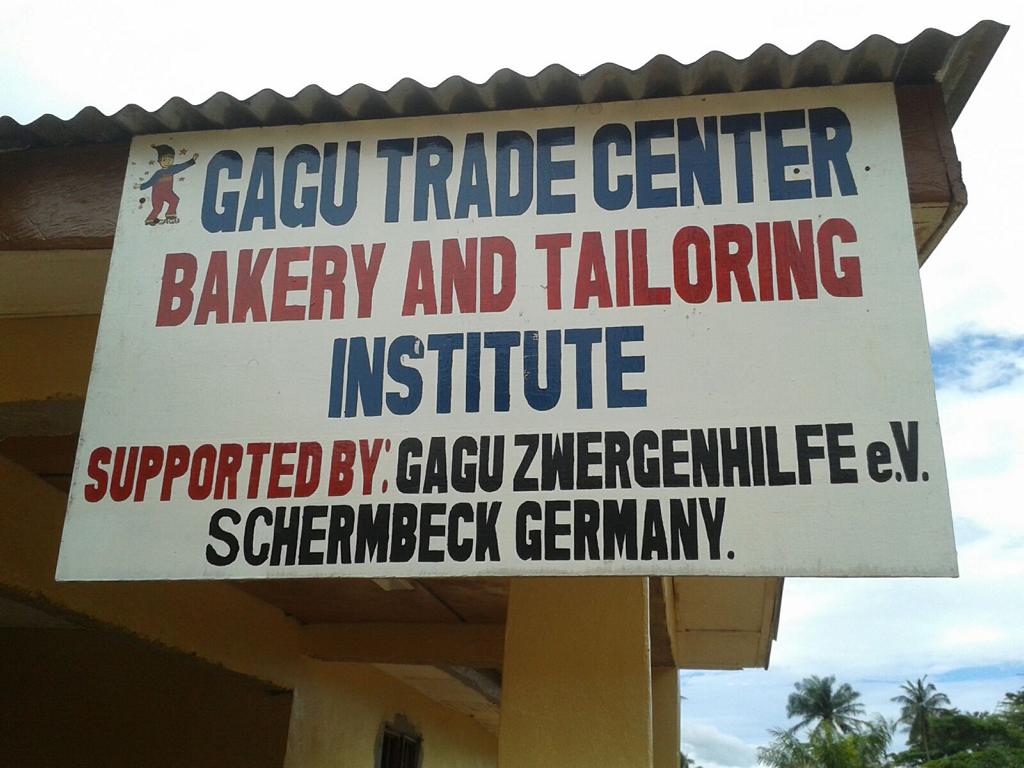 GAGU TRADE CENTER
BAKERY AND TAILORING
INSTITUTE
SUPPORTED BY: GAGU ZWERGENHILFE e.V.
SCHERMBECK GERMANY.